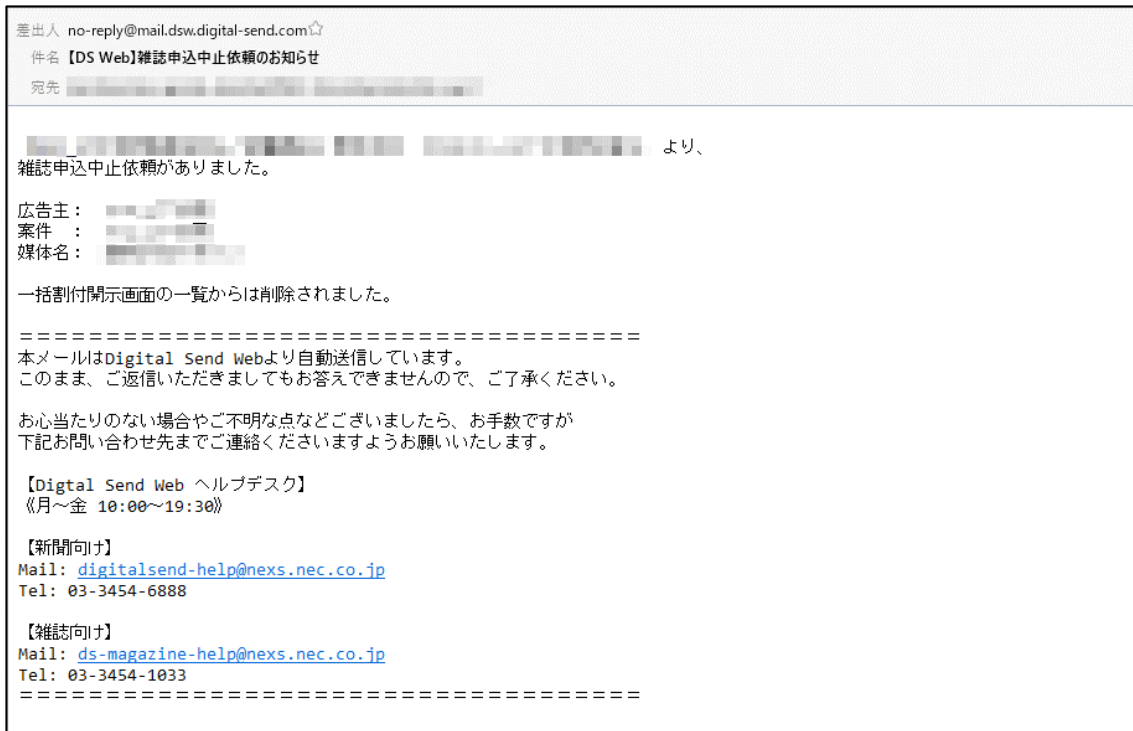 差出人 no-reply@mail.dsw.digital-send.com
件名 【DS Web】雑誌申込中止依頼のお知らせ
宛先
より、
雑誌申込中止依頼がありました。
広告主：
案件　：
媒体名：
一括割付開示画面の一覧からは削除されました。
====================================
本メールはDigital Send Webより自動送信しています。
このまま、ご返信いただきましてもお答えできませんので、ご了承ください。
お心当たりのない場合やご不明な点などございましたら、お手数ですが
下記お問い合わせ先までご連絡くださいますようお願いいたします。
【Digtal Send Web ヘルプデスク】
《月～金 10:00～19:30》
【新聞向け】
Mail: digitalsend-help@nexs.nec.co.jp
Tel: 03-3454-6888
【雑誌向け】
Mail: ds-magazine-help@nexs.nec.co.jp
Tel: 03-3454-1033
====================================